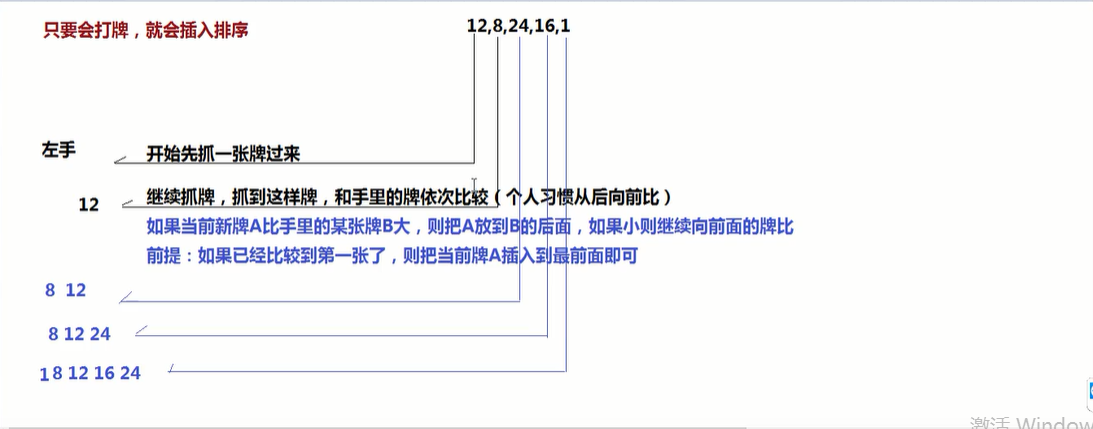 只要会打牌，就会插入排序
12,8,24,16,1
左手
开始先抓一张牌过来
12
继续抓牌，抓到这样牌，和手里的牌依次比较（个人习惯从后向前比）
如果当前新牌A比手里的某张牌B大，则把A放到B的后面，如果小则继续向前面的牌比
前提：如果已经比较到第一张了，则把当前牌A插入到最前面即可
8 12
8 12 24
1 8 12 16 24
激活 Window